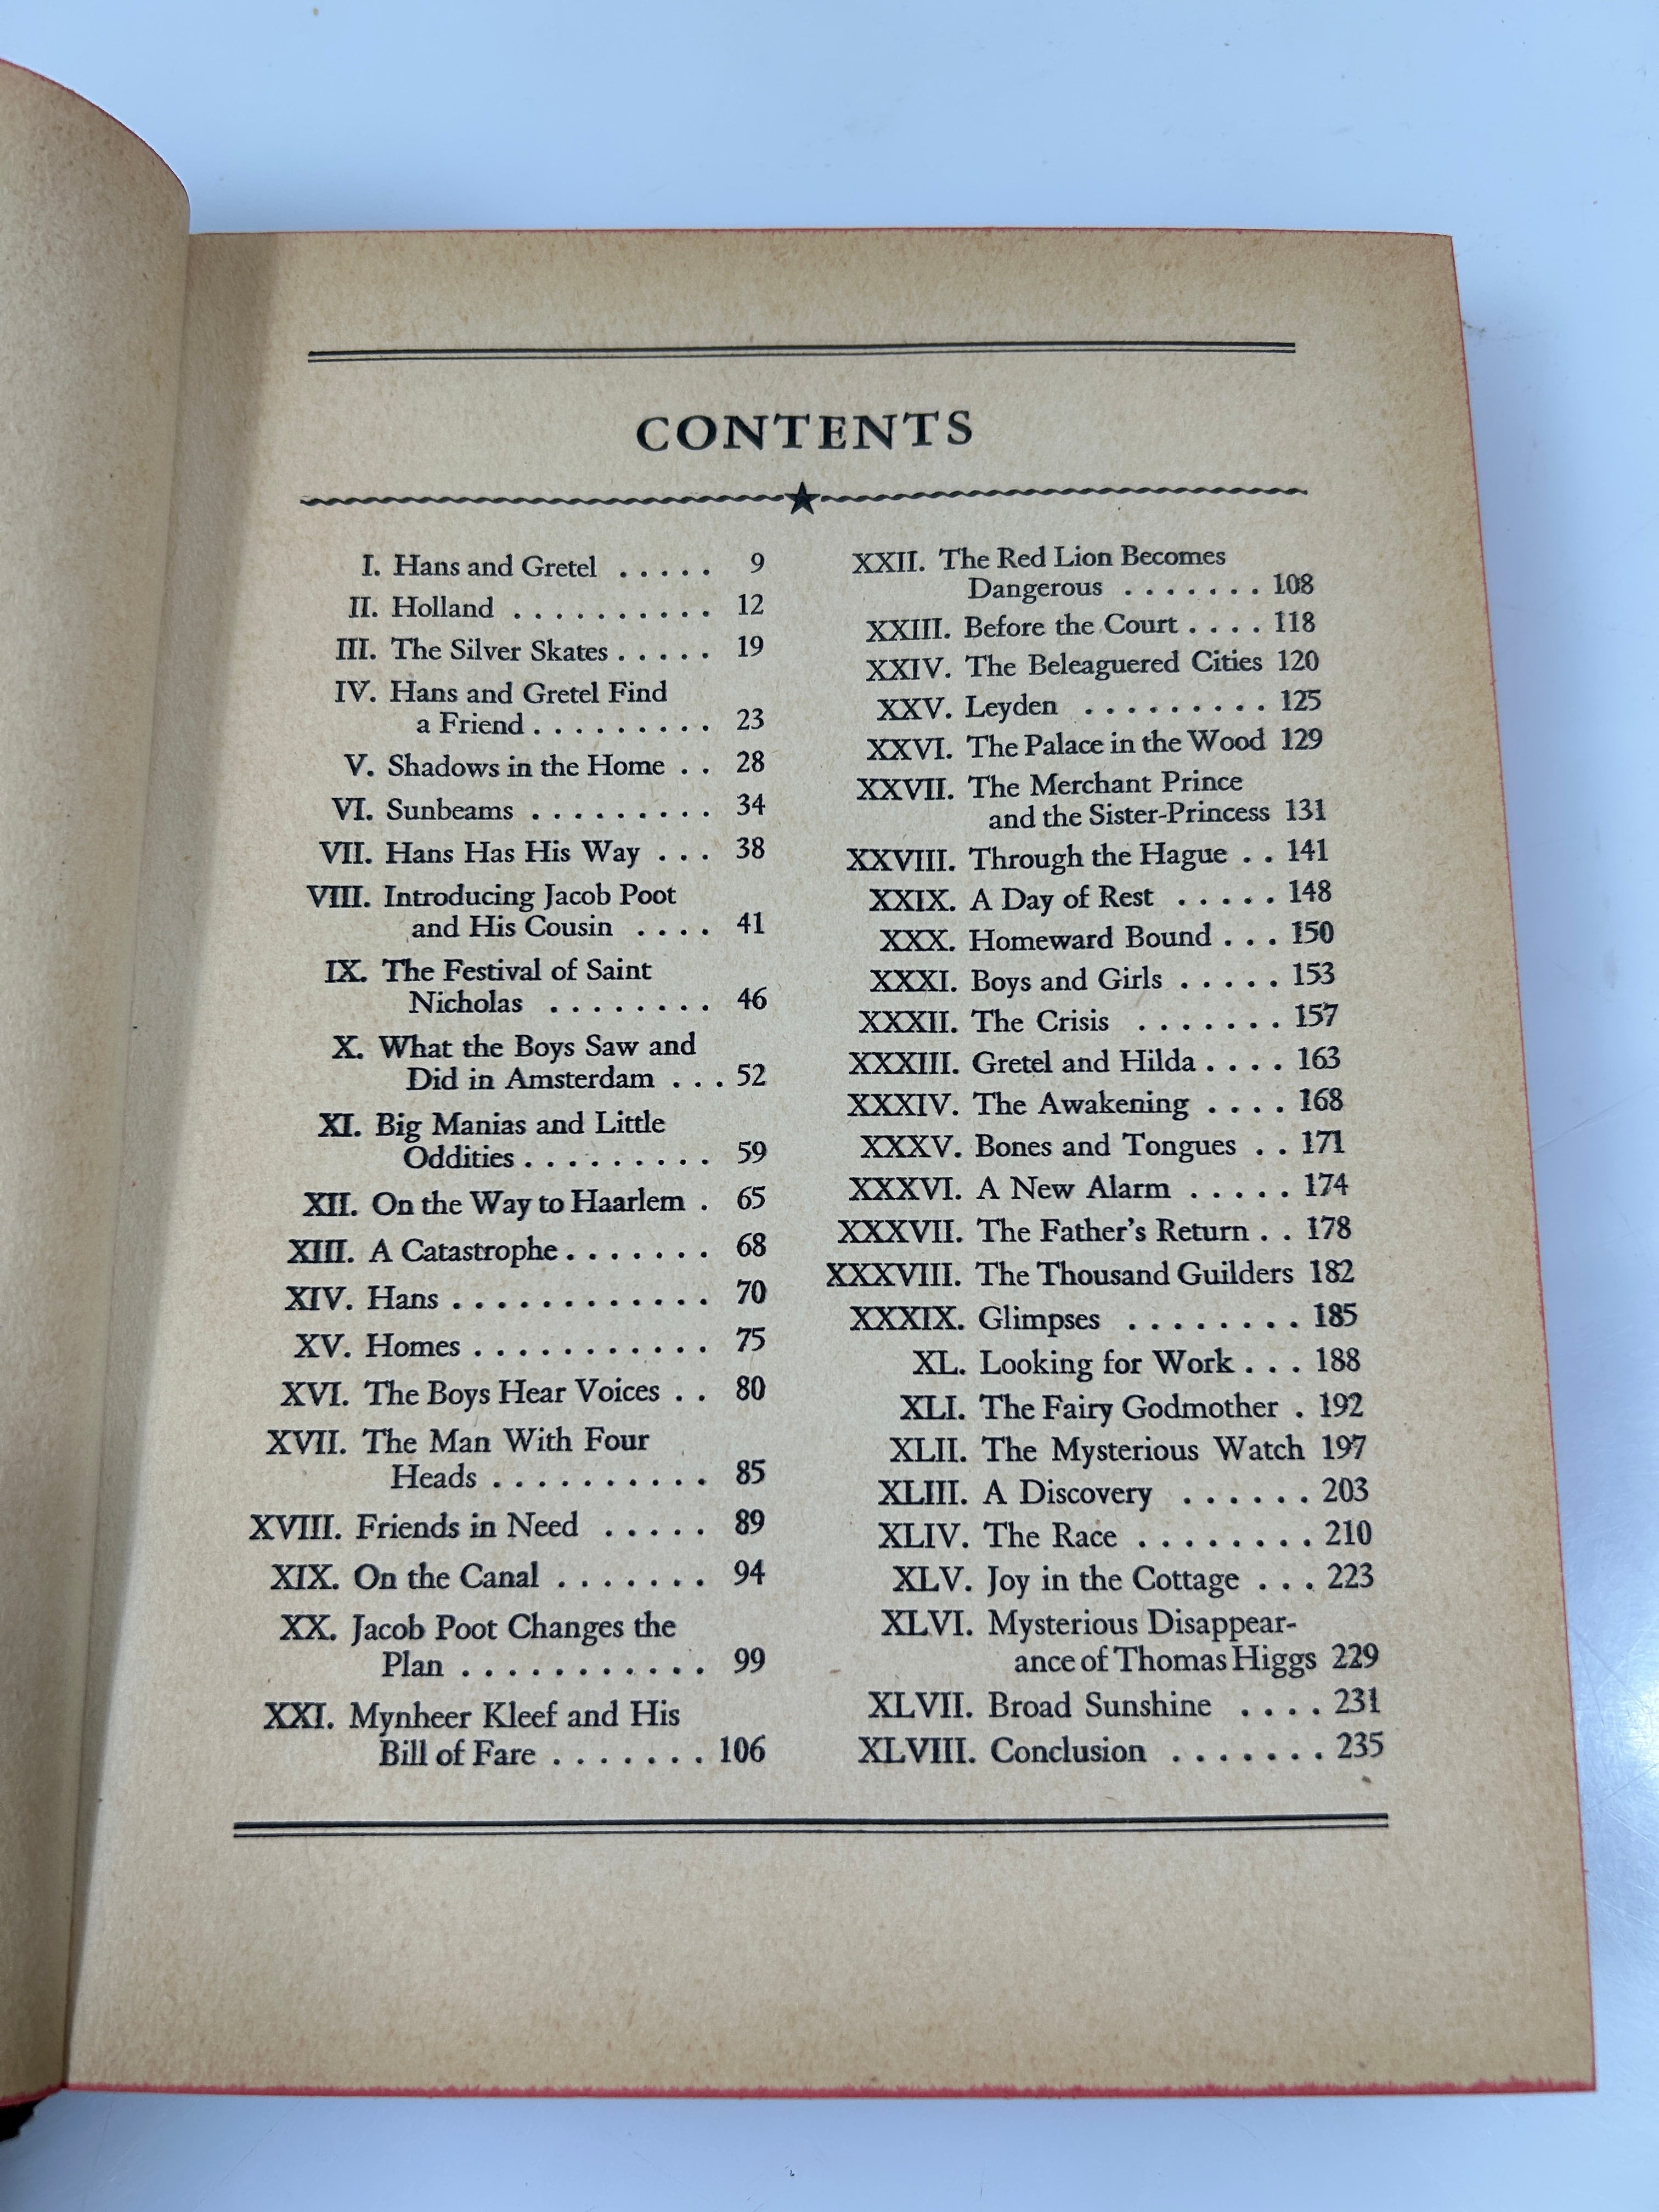 CONTENTS
I. Hans and Gretel . . . . . 9
II. Holland . . . . . . . . . . 12
III. The Silver Skates . . . . . 19
IV. Hans and Gretel Find
a Friend . . . . . . . . . 23
V. Shadows in the Home . . 28
VI. Sunbeams . . . . . . . . . 34
VII. Hans Has His Way . . . 38
VIII. Introducing Jacob Poot
and His Cousin . . . . 41
IX. The Festival of Saint
Nicholas . . . . . . . . 46
X. What the Boys Saw and
Did in Amsterdam . . . 52
XI. Big Manias and Little
Oddities . . . . . . . . . 59
XII. On the Way to Haarlem . 65
XIII. A Catastrophe . . . . . . . 68
XIV. Hans . . . . . . . . . . . . 70
XV. Homes . . . . . . . . . . . 75
XVI. The Boys Hear Voices . . 80
XVII. The Man With Four
Heads . . . . . . . . . . 85
XVIII. Friends in Need . . . . . 89
XIX. On the Canal . . . . . . . 94
XX. Jacob Poot Changes the
Plan . . . . . . . . . . . 99
XXI. Mynheer Kleef and His
Bill of Fare . . . . . . . 106
XXII. The Red Lion Becomes
Dangerous . . . . . . . 108
XXIII. Before the Court . . . . 118
XXIV. The Beleaguered Cities 120
XXV. Leyden . . . . . . . . . 125
XXVI. The Palace in the Wood 129
XXVII. The Merchant Prince
and the Sister-Princess 131
XXVIII. Through the Hague . . 141
XXIX. A Day of Rest . . . . . 148
XXX. Homeward Bound . . . 150
XXXI. Boys and Girls . . . . . 153
XXXII. The Crisis . . . . . . . 157
XXXIII. Gretel and Hilda . . . . 163
XXXIV. The Awakening . . . . 168
XXXV. Bones and Tongues . . 171
XXXVI. A New Alarm . . . . . 174
XXXVII. The Father's Return . . 178
XXXVIII. The Thousand Guilders 182
XXXIX. Glimpses . . . . . . . . 185
XL. Looking for Work . . . 188
XLI. The Fairy Godmother . 192
XLII. The Mysterious Watch 197
XLIII. A Discovery . . . . . . 203
XLIV. The Race . . . . . . . . 210
XLV. Joy in the Cottage . . . 223
XLVI. Mysterious Disappear-
ance of Thomas Higgs 229
XLVII. Broad Sunshine . . . . 231
XLVIII. Conclusion . . . . . . . 235